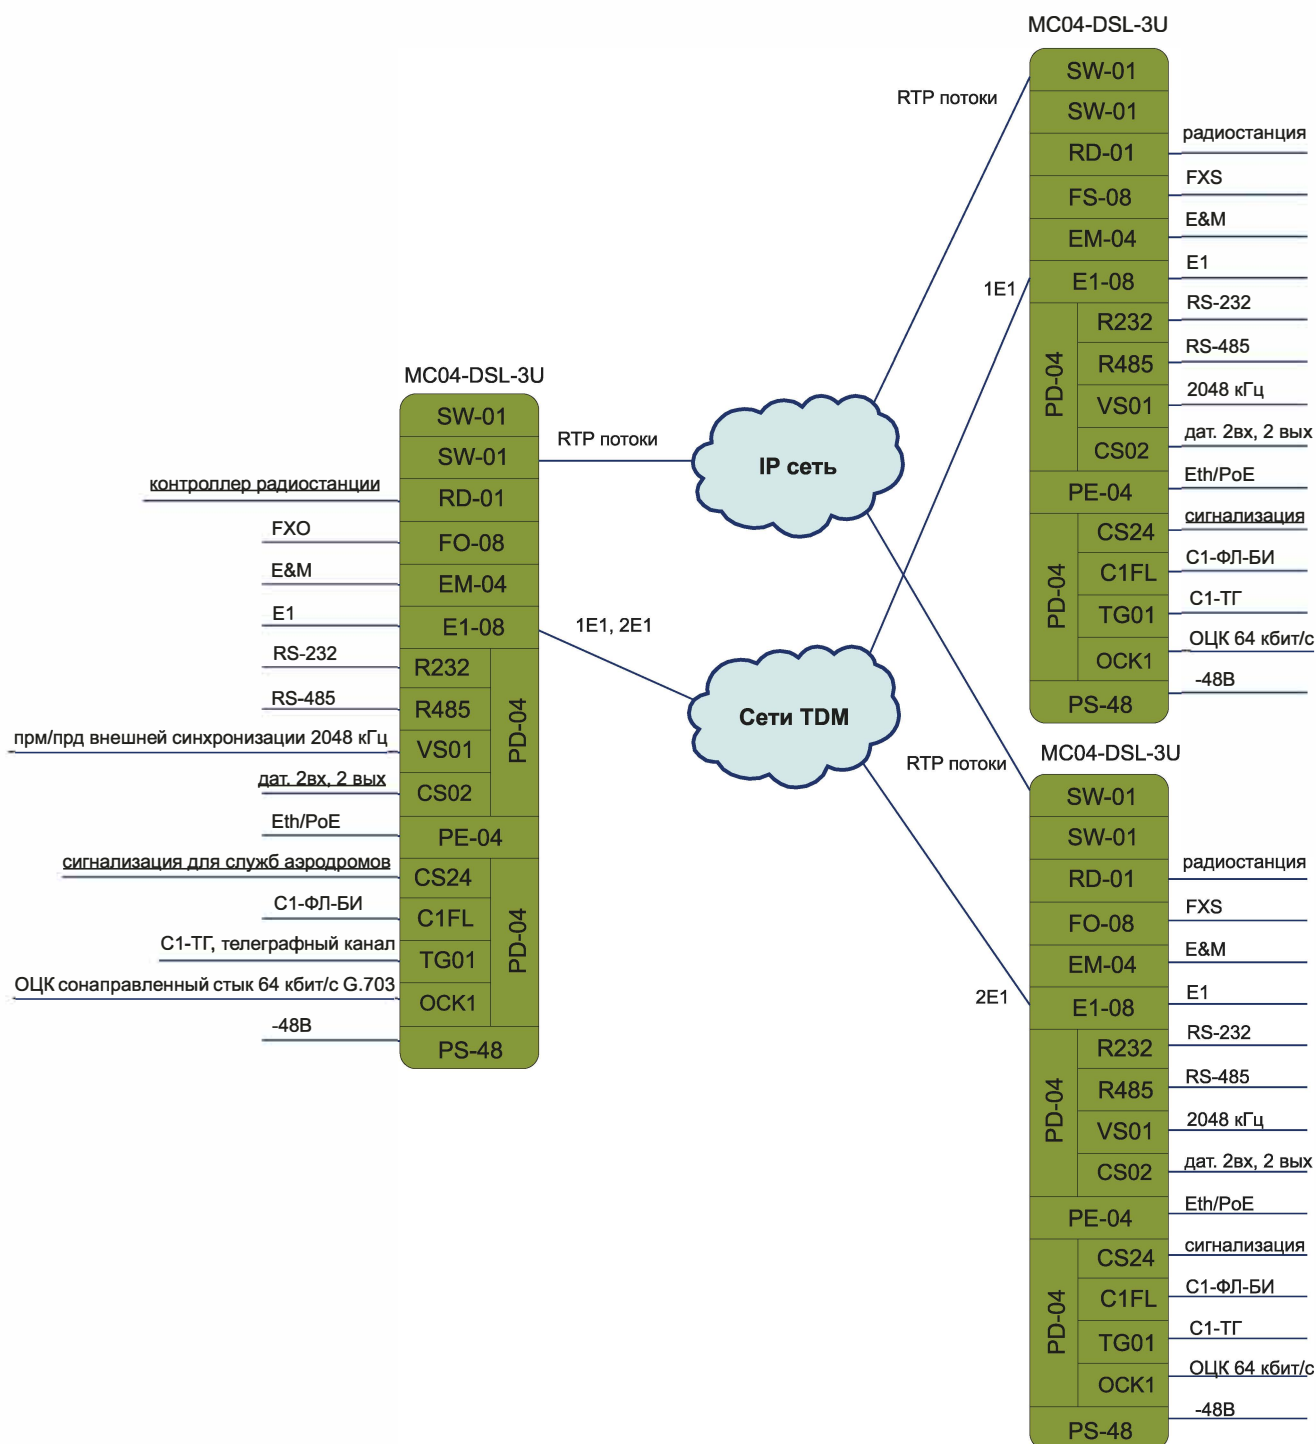 MC04-DSL-3U
SW-01
SW-01
RD-01
FO-08
EM-04
E1-08
R232
R485
VS01
CS02
PD-04
PE-04
CS24
C1FL
TG01
OCK1
PD-04
PS-48
контроллер радиостанции
FXO
E&M
E1
RS-232
RS-485
прм/прд внешней синхронизации 2048 кГц
дат. 2вх, 2 вых
Eth/PoE
сигнализация для служб аэродромов
С1-ФЛ-БИ
С1-ТГ, телеграфный канал
ОЦК сонаправленный стык 64 кбит/с G.703
-48В
RTP потоки
1E1, 2E1
IP сеть
Сети TDM
RTP потоки
1E1
RTP потоки
2E1
MC04-DSL-3U
SW-01
SW-01
RD-01
FS-08
EM-04
E1-08
PD-04
R232
R485
VS01
CS02
PE-04
PD-04
CS24
C1FL
TG01
OCK1
PS-48
радиостанция
FXS
E&M
E1
RS-232
RS-485
2048 кГц
дат. 2вх, 2 вых
Eth/PoE
сигнализация
С1-ФЛ-БИ
С1-ТГ
ОЦК 64 кбит/с
-48В
MC04-DSL-3U
SW-01
SW-01
RD-01
FO-08
EM-04
E1-08
PD-04
R232
R485
VS01
CS02
PE-04
PD-04
CS24
C1FL
TG01
OCK1
PS-48
радиостанция
FXS
E&M
E1
RS-232
RS-485
2048 кГц
дат. 2вх, 2 вых
Eth/PoE
сигнализация
С1-ФЛ-БИ
С1-ТГ
ОЦК 64 кбит/с
-48В